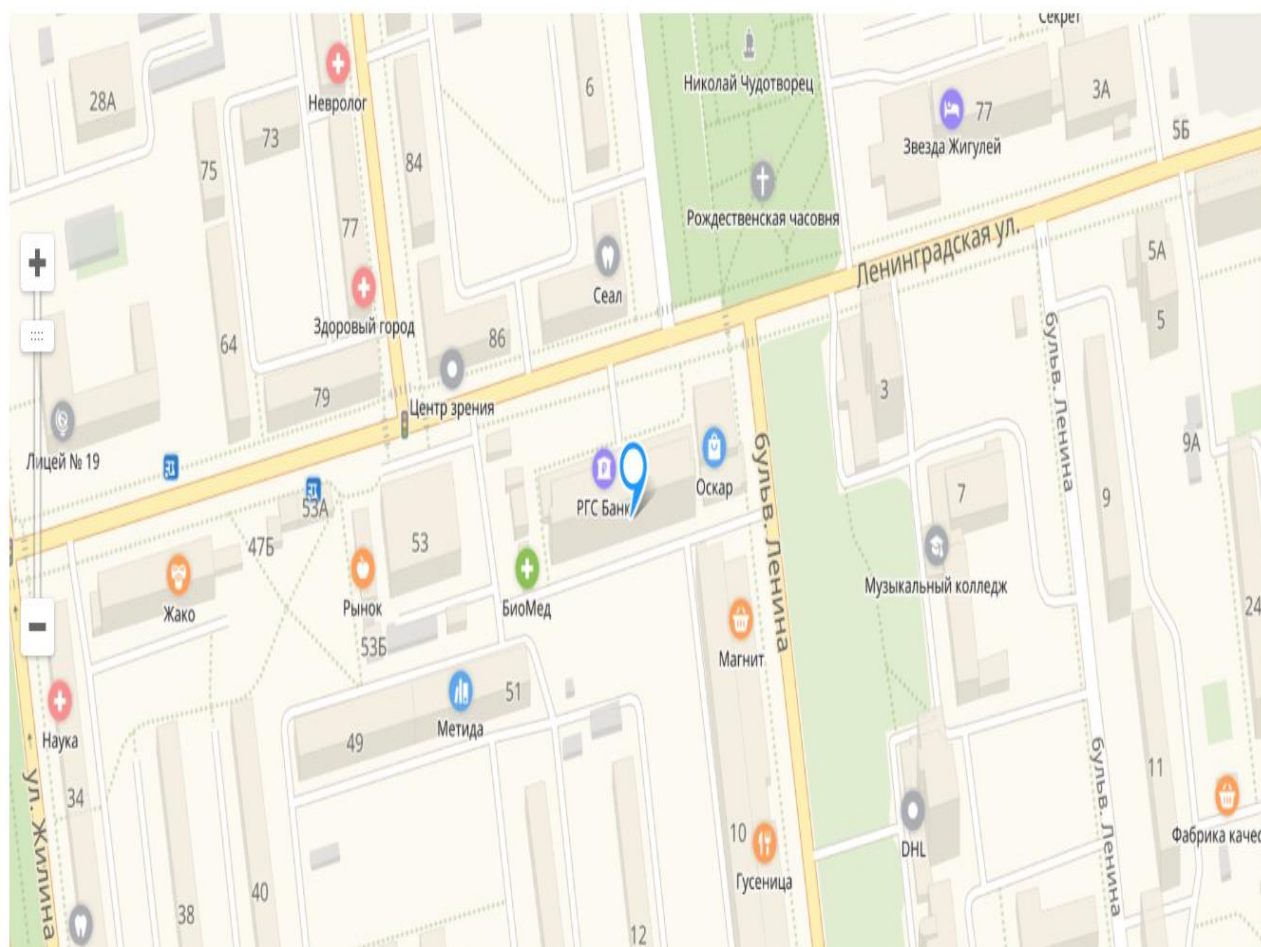 Секрет
28А
Невролог
73
75
84
6
Николай Чудотворец
Звезда Жигулей
77
3А
5Б
77
Рождественская часовня
Ленинградская ул.
5А
5
Сеал
Здоровый город
64
86
79
Центр зрения
3
бульв. Ленина
Лицей № 19
9А
53А
РГС Банк
Оскар
7
9
47Б
53
бульв. Ленина
Жако
Рынок
БиоМед
Музыкальный колледж
24
53Б
Магнит
51
Метида
49
Наука
34
ул. Жилина
38
40
10
Гусеница
12
DHL
бульв. Ленина
11
Фабрика качес